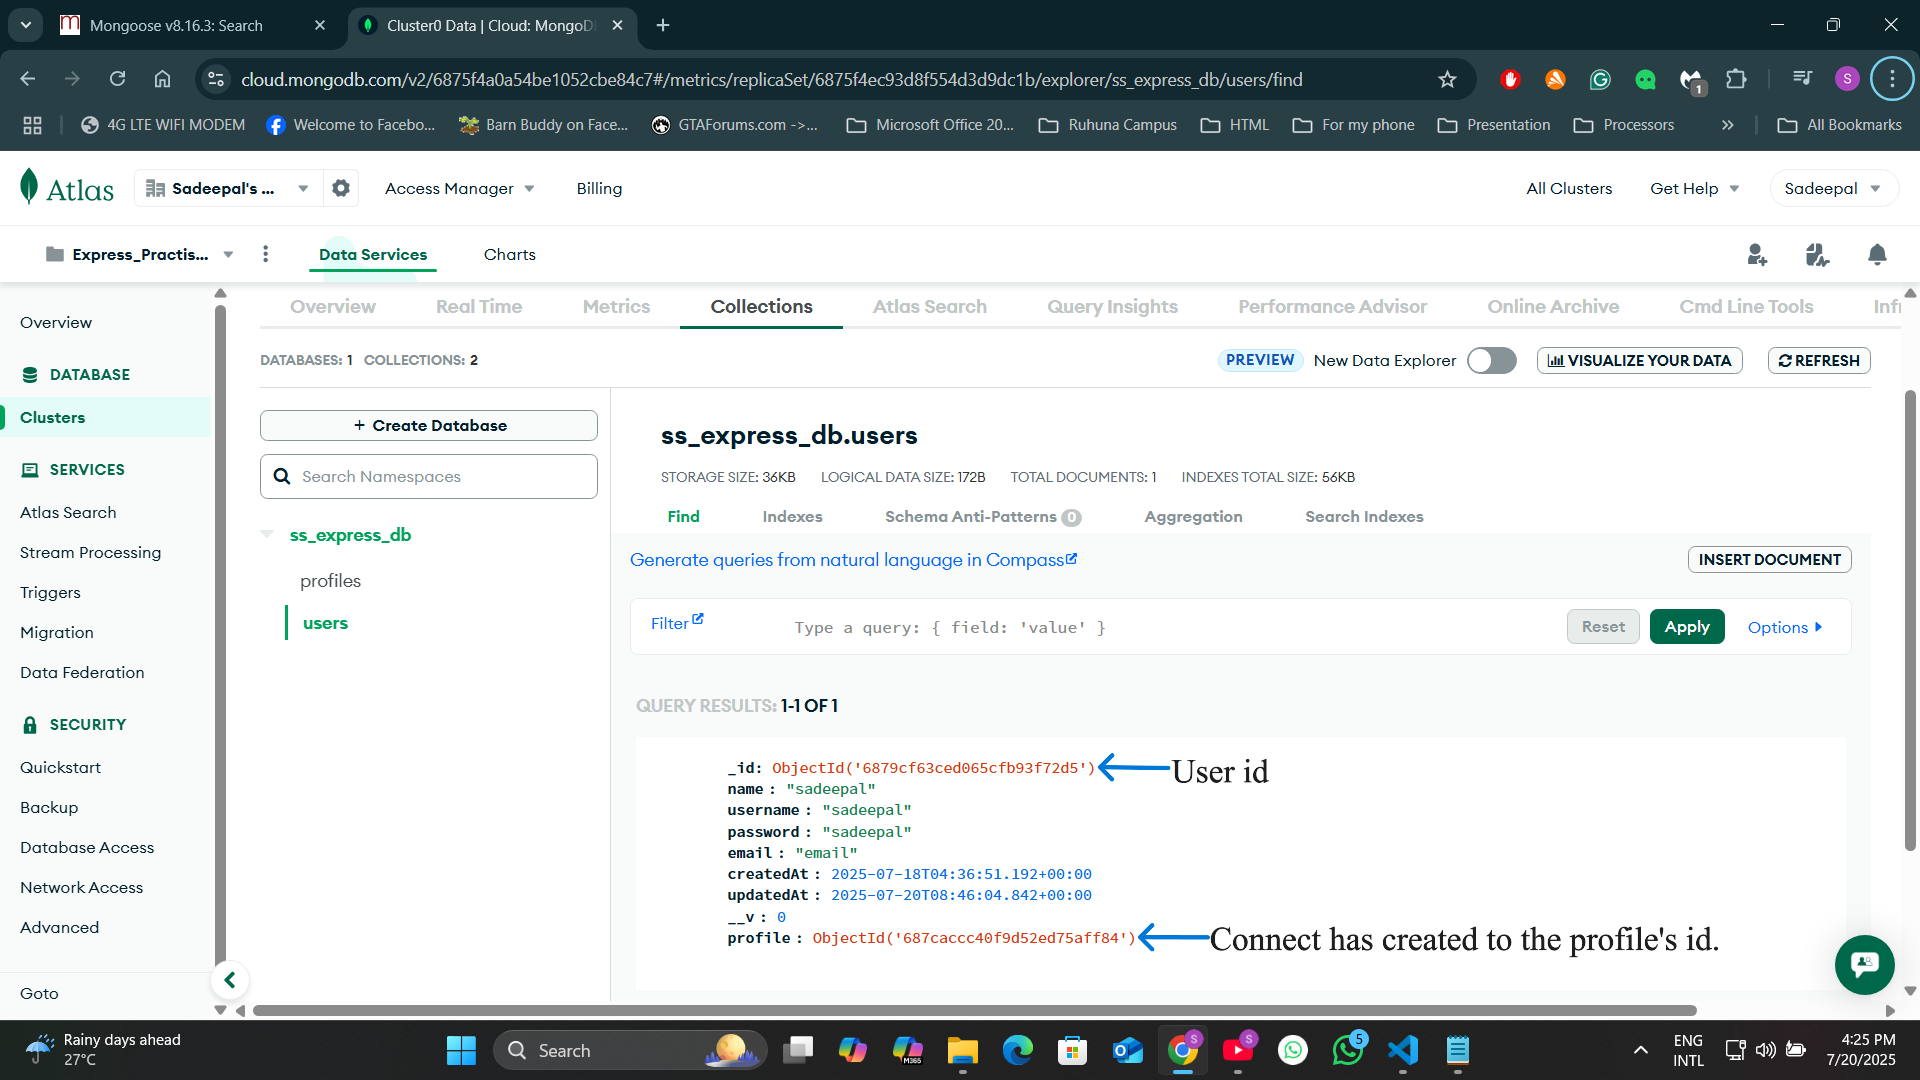 Mongoose v8.16.3: Search
Cluster0 Data | Cloud: MongoD
cloud.mongodb.com/v2/6875f4a0a54be1052cbe84c7#/metrics/replicaSet/6875f4ec93d8f554d3d9dc1b/explorer/ss_express_db/users/find
S
1
4G LTE WIFI MODEM
Welcome to Facebo...
Barn Buddy on Face...
GTAForums.com ->...
Microsoft Office 20...
Ruhuna Campus
HTML
For my phone
Presentation
Processors
All Bookmarks
Atlas
Sadeepal's ...
Access Manager
Billing
All Clusters
Get Help
Sadeepal
Express_Practis...
Data Services
Charts
Overview
Real Time
Metrics
Collections
Atlas Search
Query Insights
Performance Advisor
Online Archive
Cmd Line Tools
Inf
Overview
DATABASE
Clusters
SERVICES
Atlas Search
Stream Processing
Triggers
Migration
Data Federation
SECURITY
Quickstart
Backup
Database Access
Network Access
Advanced
Goto
DATABASES: 1 COLLECTIONS: 2
PREVIEW New Data Explorer
VISUALIZE YOUR DATA
REFRESH
+ Create Database
Search Namespaces
ss_express_db
profiles
users
ss_express_db.users
STORAGE SIZE: 36KB LOGICAL DATA SIZE: 172B TOTAL DOCUMENTS: 1 INDEXES TOTAL SIZE: 56KB
Find
Indexes
Schema Anti-Patterns 0
Aggregation
Search Indexes
Generate queries from natural language in Compass
INSERT DOCUMENT
Filter
Type a query: { field: 'value' }
Reset
Apply
Options
QUERY RESULTS: 1-1 OF 1
_id: ObjectId('6879cf63ced065cfb93f72d5')
User id
name : "sadeepal"
username : "sadeepal"
password : "sadeepal"
email : "email"
createdAt : 2025-07-18T04:36:51.192+00:00
updatedAt : 2025-07-20T08:46:04.842+00:00
__v : 0
profile : ObjectId('687caccc40f9d52ed75aff84')
Connect has created to the profile's id.
Rainy days ahead
27°C
Search
M365
S
S
5
ENG
INTL
4:25 PM
7/20/2025